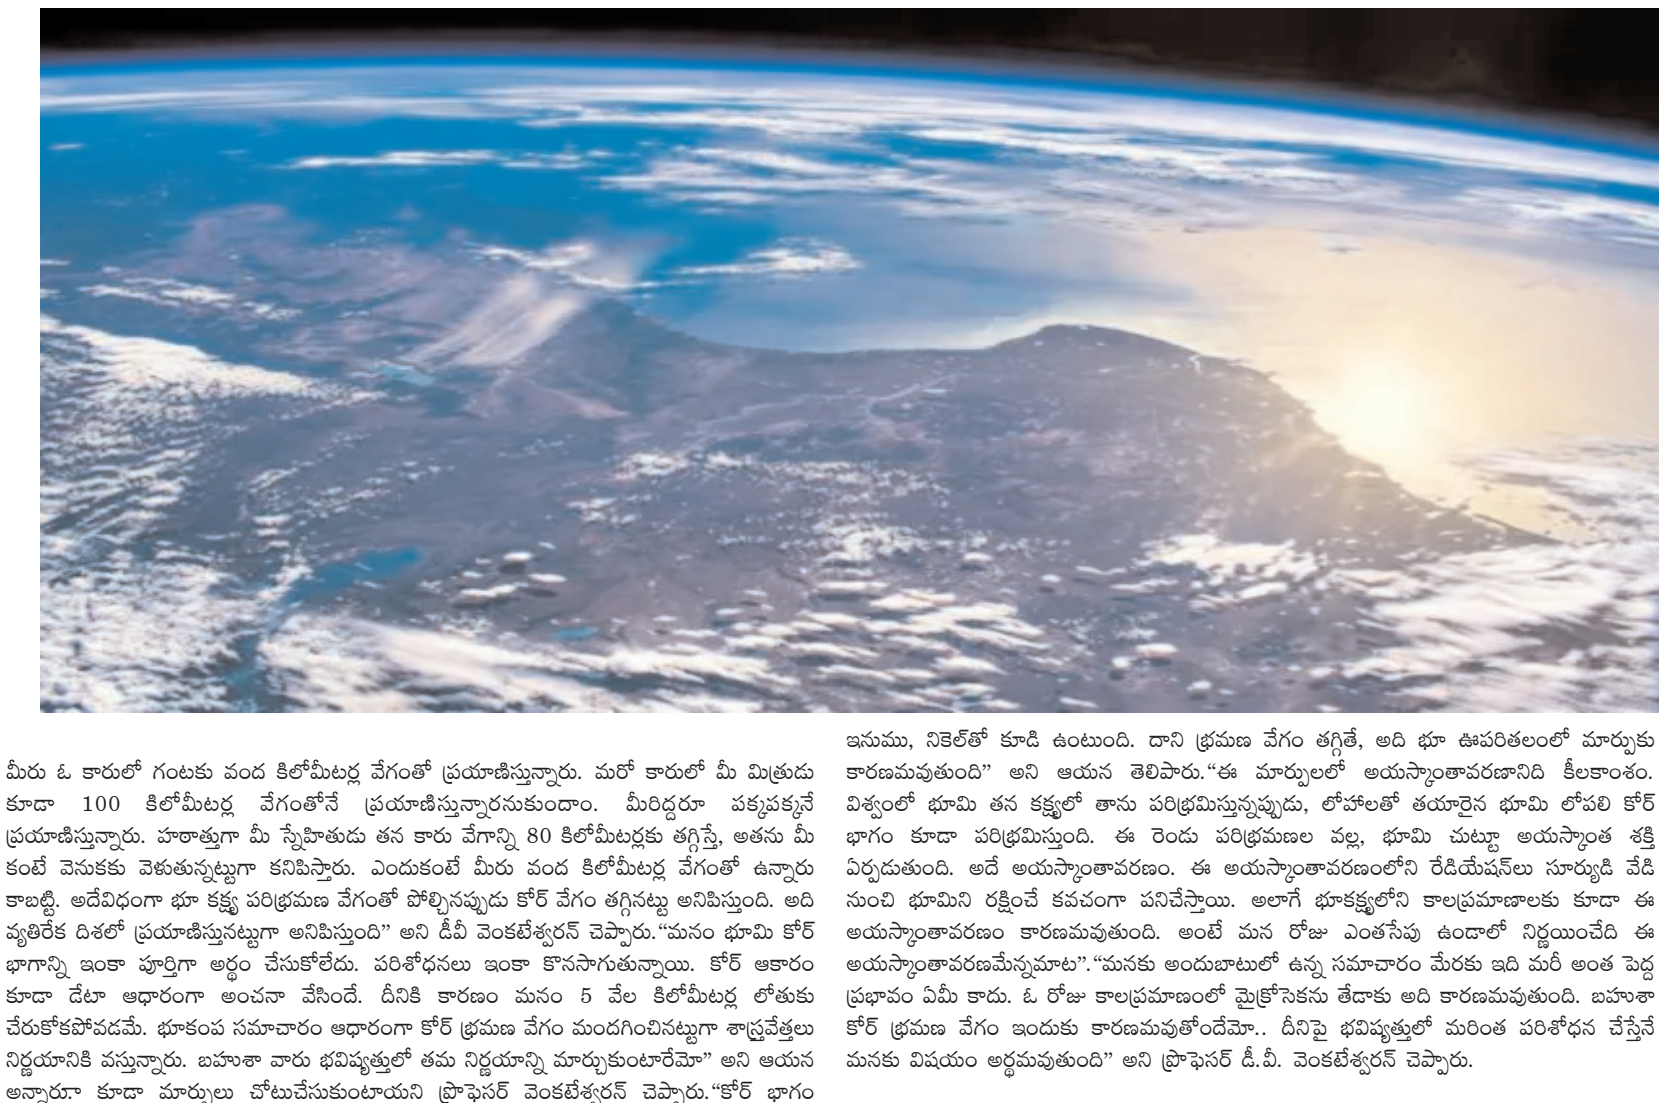 మీరు ఓ కారులో గంటకు వంద కిలోమీటర్ల వేగంతో ప్రయాణిస్తున్నారు. మరో కారులో మీ మిత్రుడు
కూడా 100 కిలోమీటర్ల వేగంతోనే ప్రయాణిస్తున్నారనుకుందాం. మీరిద్దరూ పక్కపక్కనే
ప్రయాణిస్తున్నారు. హఠాత్తుగా మీ స్నేహితుడు తన కారు వేగాన్ని 80 కిలోమీటర్లకు తగ్గిస్తే, అతను మీ
కంటే వెనుకకు వెళుతున్నట్టుగా కనిపిస్తారు. ఎందుకంటే మీరు వంద కిలోమీటర్ల వేగంతో ఉన్నారు
కాబట్టి. అదేవిధంగా భూ కక్ష్య పరిభ్రమణ వేగంతో పోల్చినప్పుడు కోర్ వేగం తగ్గినట్టు అనిపిస్తుంది. అది
వ్యతిరేక దిశలో ప్రయాణిస్తునట్టుగా అనిపిస్తుంది” అని డీవీ వెంకటేశ్వరన్ చెప్పారు.“మనం భూమి కోర్
భాగాన్ని ఇంకా పూర్తిగా అర్థం చేసుకోలేదు. పరిశోధనలు ఇంకా కొనసాగుతున్నాయి. కోర్ ఆకారం
కూడా డేటా ఆధారంగా అంచనా వేసిందే. దీనికి కారణం మనం 5 వేల కిలోమీటర్ల లోతుకు
చేరుకోకపోవడమే. భూకంప సమాచారం ఆధారంగా కోర్ భ్రమణ వేగం మందగించినట్టుగా శాస్త్రవేత్తలు
నిర్ణయానికి వస్తున్నారు. బహుశా వారు భవిష్యత్తులో తమ నిర్ణయాన్ని మార్చుకుంటారేమో” అని ఆయన
అన్నారూ కూడా మార్పులు చోటుచేసుకుంటాయని ప్రొఫెసర్ వెంకటేశ్వరన్ చెప్పారు.“కోర్ భాగం
ఇనుము, నికెల్‌తో కూడి ఉంటుంది. దాని భ్రమణ వేగం తగ్గితే, అది భూ ఊపరితలంలో మార్పుకు
కారణమవుతుంది” అని ఆయన తెలిపారు.“ఈ మార్పులలో అయస్కాంతావరణానిది కీలకాంశం.
విశ్వంలో భూమి తన కక్ష్యలో తాను పరిభ్రమిస్తున్నప్పుడు, లోహాలతో తయారైన భూమి లోపలి కోర్
భాగం కూడా పరిభ్రమిస్తుంది. ఈ రెండు పరిభ్రమణల వల్ల, భూమి చుట్టూ అయస్కాంత శక్తి
ఏర్పడుతుంది. అదే అయస్కాంతావరణం. ఈ అయస్కాంతావరణంలోని రేడియేషన్‌లు సూర్యుడి వేడి
నుంచి భూమిని రక్షించే కవచంగా పనిచేస్తాయి. అలాగే భూకక్ష్యలోని కాలప్రమాణాలకు కూడా ఈ
అయస్కాంతావరణం కారణమవుతుంది. అంటే మన రోజు ఎంతసేపు ఉండాలో నిర్ణయించేది ఈ
అయస్కాంతావరణమేన్నమాట”.“మనకు అందుబాటులో ఉన్న సమాచారం మేరకు ఇది మరీ అంత పెద్ద
ప్రభావం ఏమీ కాదు. ఓ రోజు కాలప్రమాణంలో మైక్రోసెకను తేడాకు అది కారణమవుతుంది. బహుశా
కోర్ భ్రమణ వేగం ఇందుకు కారణమవుతోందేమో.. దీనిపై భవిష్యత్తులో మరింత పరిశోధన చేస్తేనే
మనకు విషయం అర్థమవుతుంది” అని ప్రొఫెసర్ డీ.వీ. వెంకటేశ్వరన్ చెప్పారు.